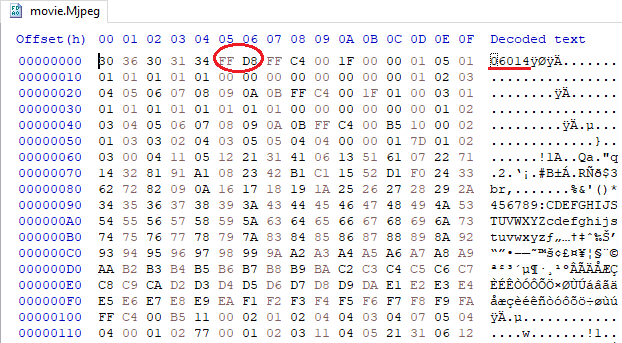 movie.Mjpeg
Offset(h) 00 01 02 03 04 05 06 07 08 09 0A 0B 0C 0D 0E 0F Decoded text
00000000 30 36 30 31 34 FF D8 FF C4 00 1F 00 00 01 05 01 06014ÿØÿÄ.......
00000010 01 01 01 01 01 00 00 00 00 00 00 00 00 01 02 03 ................
00000020 04 05 06 07 08 09 0A 0B FF C4 00 1F 01 00 03 01 ........ÿÄ......
00000030 01 01 01 01 01 01 01 01 00 00 00 00 00 00 01 02 ................
00000040 03 04 05 06 07 08 09 0A 0B FF C4 00 B5 10 00 02 .........ÿÄ.µ...
00000050 01 03 03 02 04 03 05 05 04 04 00 00 01 7D 01 02 .............}..
00000060 03 00 04 11 05 12 21 31 41 06 13 51 61 07 22 71 ......!1A..Qa."q
00000070 14 32 81 91 A1 08 23 42 B1 C1 15 52 D1 F0 24 33 .2.‘¡.#B±Á.RÑð$3
00000080 62 72 82 09 0A 16 17 18 19 1A 25 26 27 28 29 2A br‚.......%&'()*
00000090 34 35 36 37 38 39 3A 43 44 45 46 47 48 49 4A 53 456789:CDEFGHIJS
000000A0 54 55 56 57 58 59 5A 63 64 65 66 67 68 69 6A 73 TUVWXYZcdefghijs
000000B0 74 75 76 77 78 79 7A 83 84 85 86 87 88 89 8A 92 tuvwxyzƒ„…†‡ˆ‰Š’
000000C0 93 94 95 96 97 98 99 9A A2 A3 A4 A5 A6 A7 A8 A9 “”•–—˜™š¢£¤¥¦§¨©
000000D0 AA B2 B3 B4 B5 B6 B7 B8 B9 BA C2 C3 C4 C5 C6 C7 ª²³´µ¶·¸¹ºÂÃÄÅÆÇ
000000E0 C8 C9 CA D2 D3 D4 D5 D6 D7 D8 D9 DA E1 E2 E3 E4 ÈÉÊÒÓÔÕÖ×ØÙÚáâãä
000000F0 E5 E6 E7 E8 E9 EA F1 F2 F3 F4 F5 F6 F7 F8 F9 FA åæçèéêñòóôõö÷øùú
00000100 FF C4 00 B5 11 00 02 01 02 04 04 03 04 07 05 04 ÿÄ.µ............
00000110 04 00 01 02 77 00 01 02 03 11 04 05 21 31 06 12 ....w.......!1..